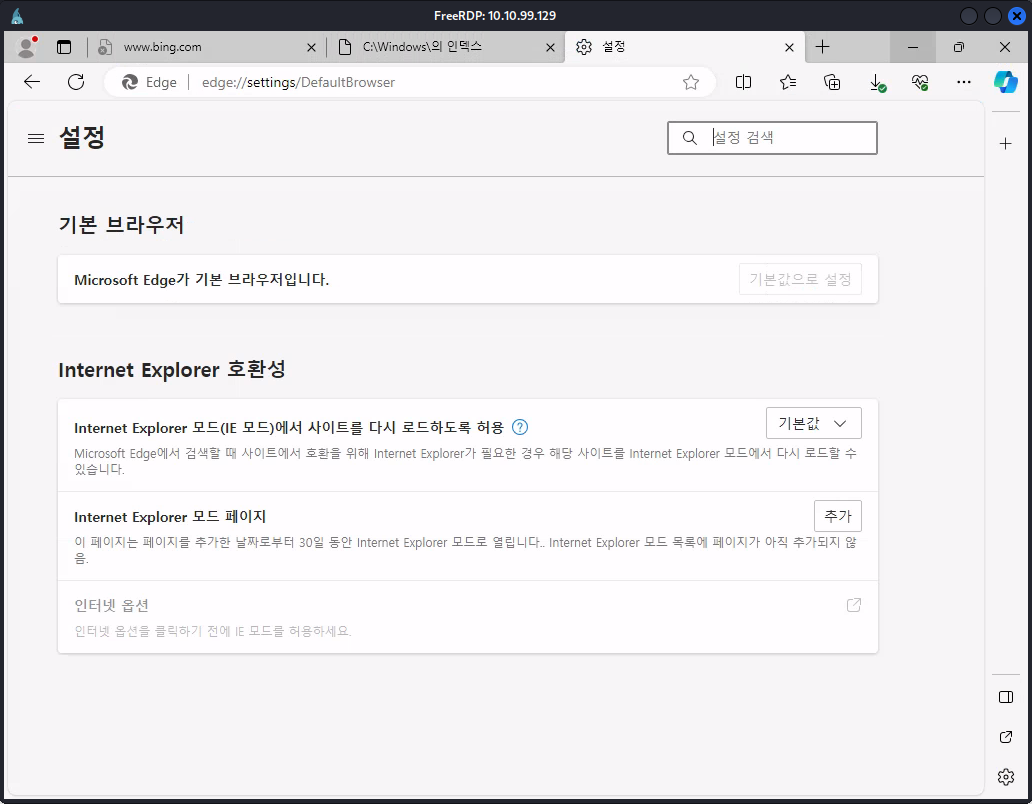 FreeRDP: 10.10.99.129
www.bing.com
C:\Windows\의 인덱스
설정
Edge
edge://settings/DefaultBrowser
설정
설정 검색
기본 브라우저
Microsoft Edge가 기본 브라우저입니다.
기본값으로 설정
Internet Explorer 호환성
Internet Explorer 모드(IE 모드)에서 사이트를 다시 로드하도록 허용
기본값
Microsoft Edge에서 검색할 때 사이트에서 호환을 위해 Internet Explorer가 필요한 경우 해당 사이트를 Internet Explorer 모드에서 다시 로드할 수
있습니다.
Internet Explorer 모드 페이지
추가
이 페이지는 페이지를 추가한 날짜로부터 30일 동안 Internet Explorer 모드로 열립니다.. Internet Explorer 모드 목록에 페이지가 아직 추가되지 않
음.
인터넷 옵션
인터넷 옵션을 클릭하기 전에 IE 모드를 허용하세요.